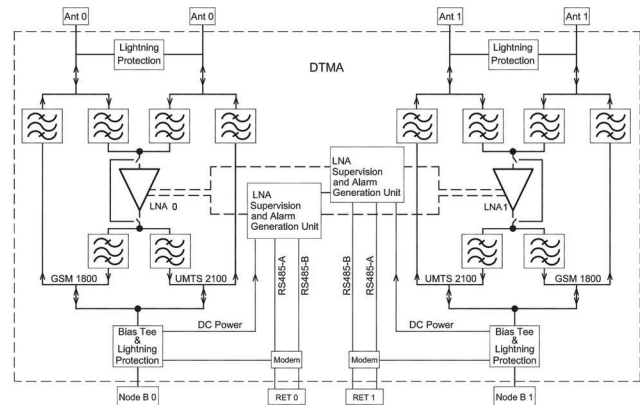 Ant 0
Ant 0
Ant 1
Ant 1
Lightning
Protection
Lightning
Protection
DTMA
LNA
Supervision
and Alarm
Generation Unit
LNA
Supervision
and Alarm
Generation Unit
LNA 0
LNA 1
GSM 1800
UMTS 2100
RS485-A
RS485-B
RS485-B
RS485-A
UMTS 2100
GSM 1800
DC Power
DC Power
Bias Tee
&
Lightning
Protection
Bias Tee
&
Lightning
Protection
Modem
Modem
Node B 0
RET 0
RET 1
Node B 1